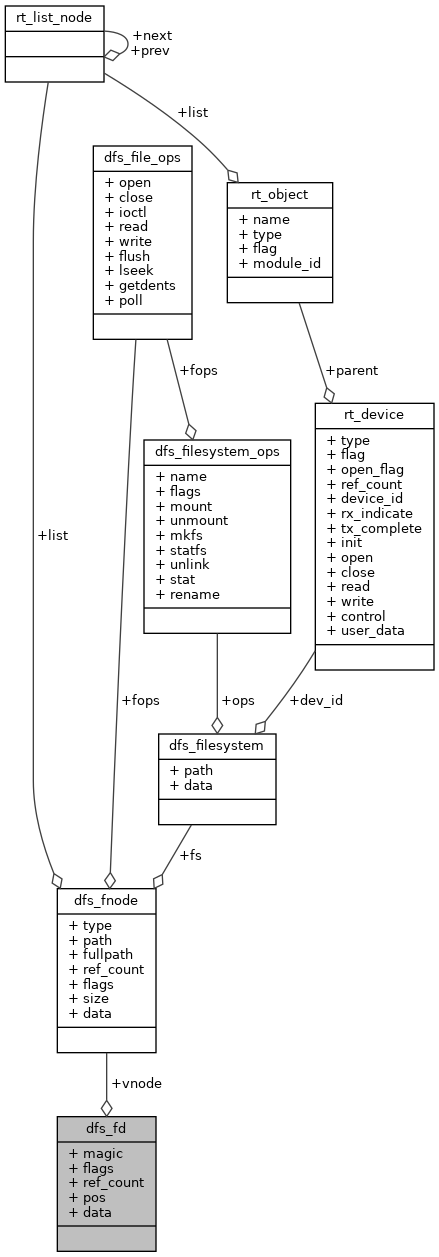 rt_list_node
+next
+prev
+list
dfs_file_ops
+ open
+ close
+ ioctl
+ read
+ write
+ flush
+ lseek
+ getdents
+ poll
rt_object
+ name
+ type
+ flag
+ module_id
+fops
+parent
rt_device
+ type
+ flag
+ open_flag
+ ref_count
+ device_id
+ rx_indicate
+ tx_complete
+ init
+ open
+ close
+ read
+ write
+ control
+ user_data
dfs_filesystem_ops
+ name
+ flags
+ mount
+ unmount
+ mkfs
+ statfs
+ unlink
+ stat
+ rename
+list
+fops
+ops
+dev_id
dfs_filesystem
+ path
+ data
+fs
dfs_fnode
+ type
+ path
+ fullpath
+ ref_count
+ flags
+ size
+ data
+vnode
dfs_fd
+ magic
+ flags
+ ref_count
+ pos
+ data